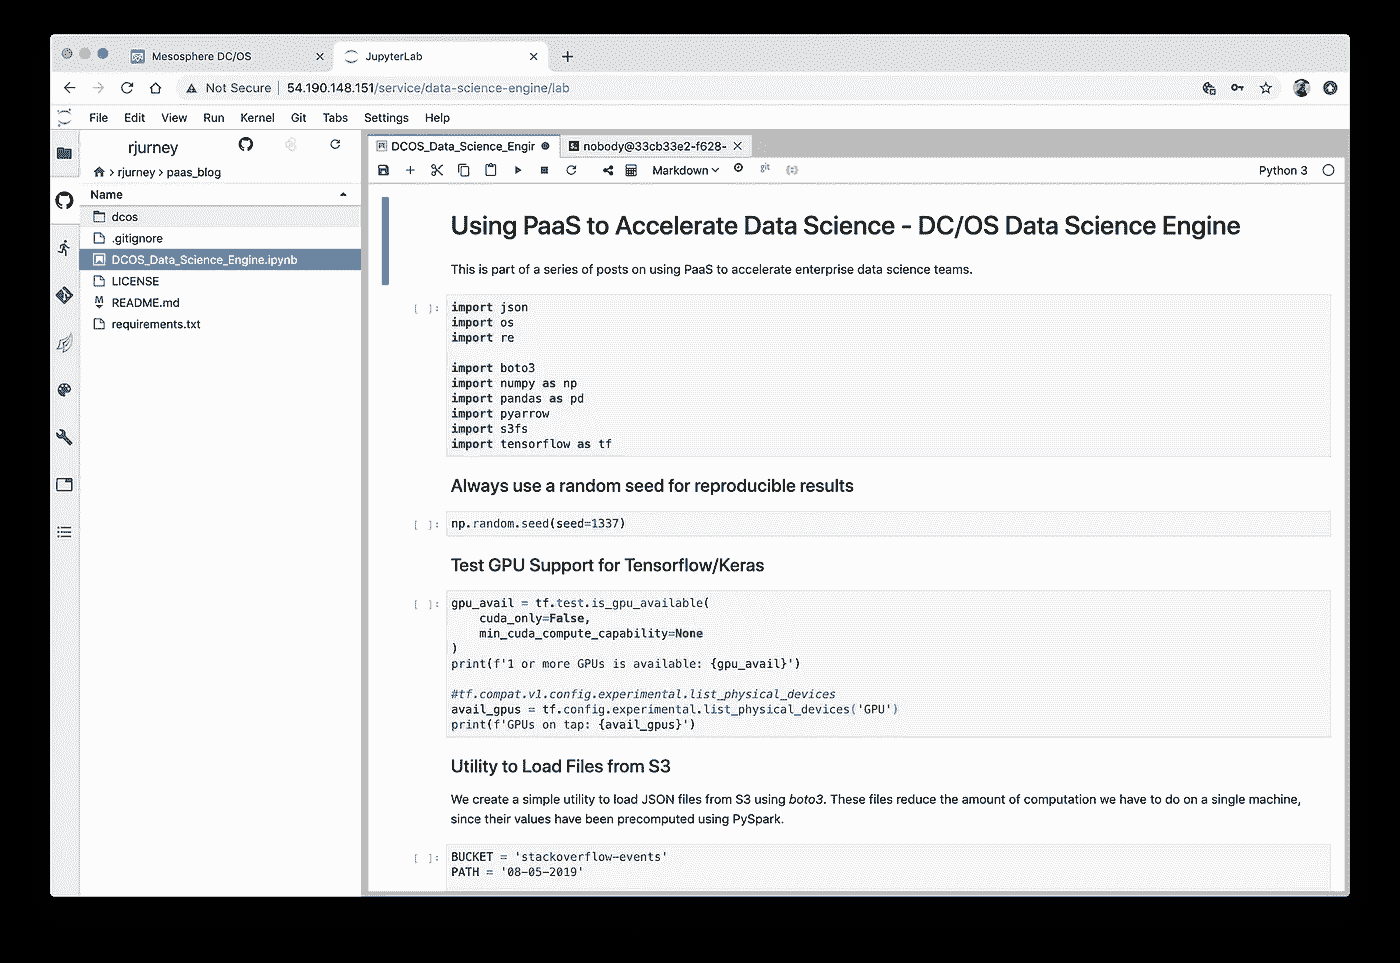 Mesosphere DC/OS
JupyterLab
Not Secure 54.190.148.151/service/data-science-engine/lab
File Edit View Run Kernel Git Tabs Settings Help
rjurney
rjurney > paas_blog
Name
dcos
.gitignore
DCOS_Data_Science_Engine.ipynb
LICENSE
README.md
requirements.txt
DCOS_Data_Science_Engir
nobody@33cb33e2-f628-
Markdown
git
Python 3
Using PaaS to Accelerate Data Science - DC/OS Data Science Engine
This is part of a series of posts on using PaaS to accelerate enterprise data science teams.
[ ]: import json
import os
import re
import boto3
import numpy as np
import pandas as pd
import pyarrow
import s3fs
import tensorflow as tf
Always use a random seed for reproducible results
[ ]: np.random.seed(seed=1337)
Test GPU Support for Tensorflow/Keras
[ ]: gpu_avail = tf.test.is_gpu_available(
cuda_only=False,
min_cuda_compute_capability=None
)
print(f'1 or more GPUs is available: {gpu_avail}')
#tf.compat.v1.config.experimental.list_physical_devices
avail_gpus = tf.config.experimental.list_physical_devices('GPU')
print(f'GPUs on tap: {avail_gpus}')
Utility to Load Files from S3
We create a simple utility to load JSON files from S3 using boto3. These files reduce the amount of computation we have to do on a single machine,
since their values have been precomputed using PySpark.
[ ]: BUCKET = 'stackoverflow-events'
PATH = '08-05-2019'